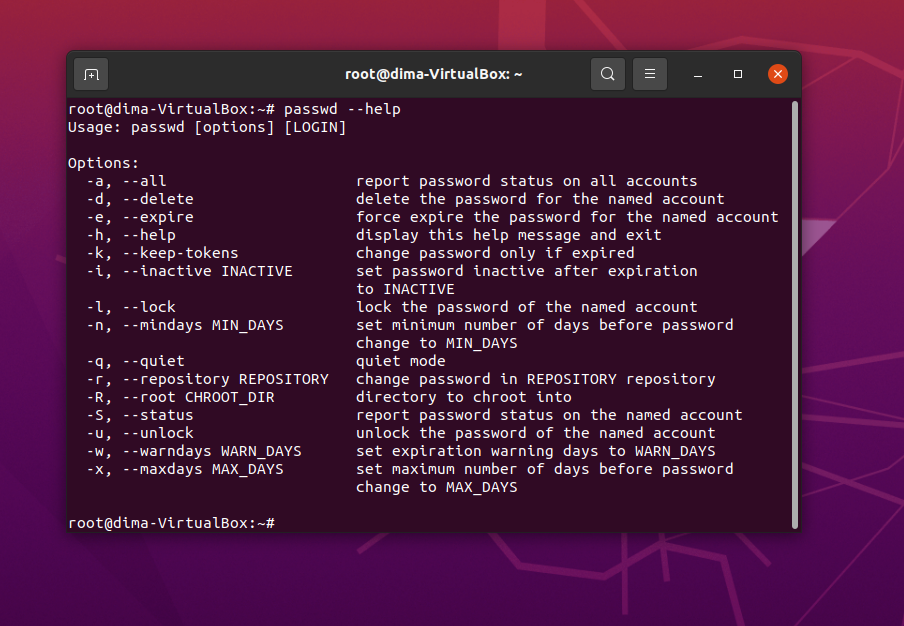 root@dima-VirtualBox: ~
root@dima-VirtualBox:~# passwd --help
Usage: passwd [options] [LOGIN]

Options:
  -a, --all                     report password status on all accounts
  -d, --delete                  delete the password for the named account
  -e, --expire                  force expire the password for the named account
  -h, --help                    display this help message and exit
  -k, --keep-tokens             change password only if expired
  -i, --inactive INACTIVE       set password inactive after expiration
                                to INACTIVE
  -l, --lock                    lock the password of the named account
  -n, --mindays MIN_DAYS        set minimum number of days before password
                                change to MIN_DAYS
  -q, --quiet                   quiet mode
  -r, --repository REPOSITORY   change password in REPOSITORY repository
  -R, --root CHROOT_DIR         directory to chroot into
  -S, --status                  report password status on the named account
  -u, --unlock                  unlock the password of the named account
  -w, --warndays WARN_DAYS      set expiration warning days to WARN_DAYS
  -x, --maxdays MAX_DAYS        set maximum number of days before password
                                change to MAX_DAYS

root@dima-VirtualBox:~#